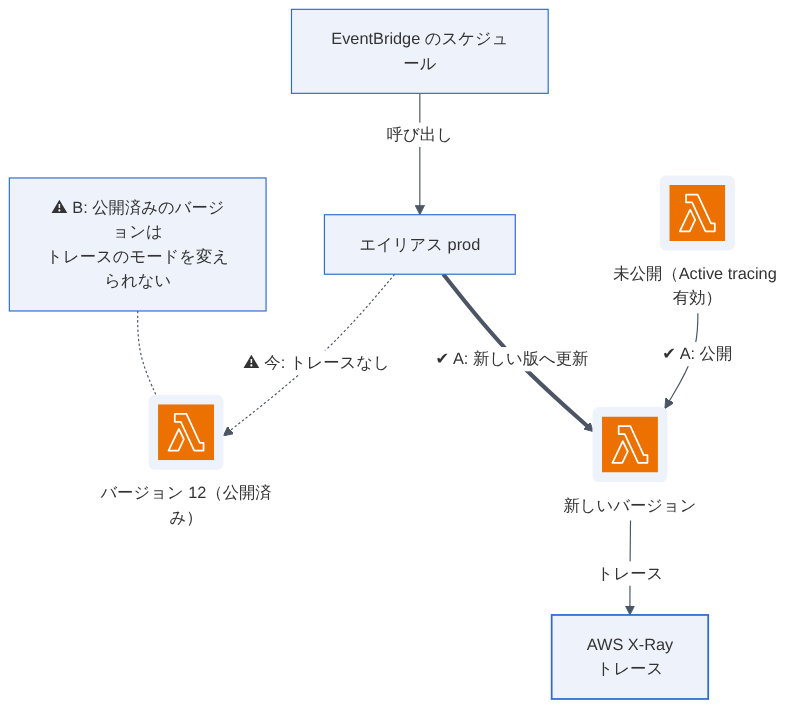 EventBridge のスケジュ
ール
呼び出し
⚠ B: 公開済みのバージ
ョンは
トレースのモードを変え
られない
エイリアス prod
未公開（Active tracing
有効）
⚠ 今: トレースなし
✔ A: 新しい版へ更新
✔ A: 公開
バージョン 12（公開済
み）
新しいバージョン
トレース
AWS X-Ray
トレース